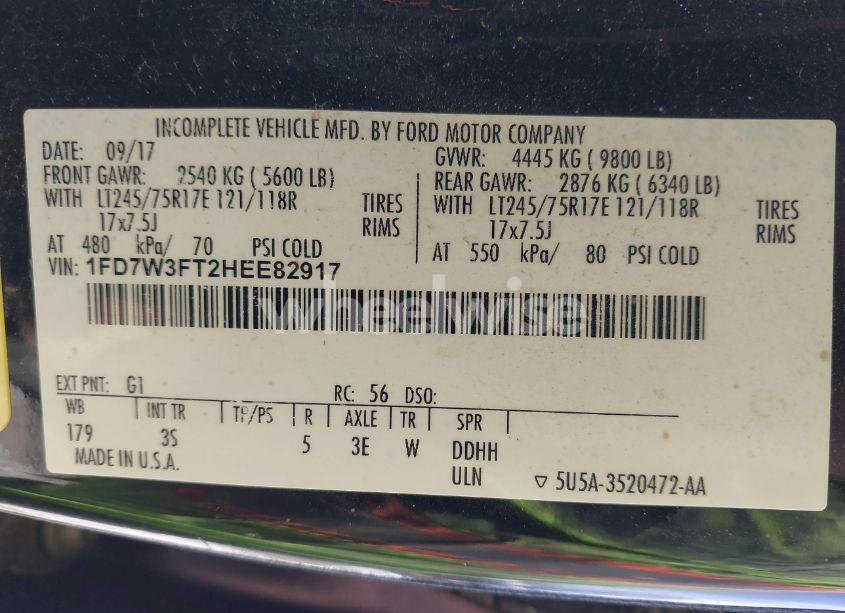 INCOMPLETE VEHICLE MFD. BY FORD MOTOR COMPANY
DATE: 09/17 GVWR: 4445 KG ( 9800 LB)
FRONT GAWR: 2540 KG ( 5600 LB) REAR GAWR: 2876 KG ( 6340 LB)
WITH LT245/75R17E 121/118R TIRES WITH LT245/75R17E 121/118R TIRES
17x7.5J RIMS 17x7.5J RIMS
AT 480 kPa/ 70 PSI COLD AT 550 kPa/ 80 PSI COLD
VIN: 1FD7W3FT2HEE82917
wheelwise
EXT PNT: G1 RC: 56 DSO:
WB INT TR TP/PS R AXLE TR SPR
179 3S 5 3E W DDHH
MADE IN U.S.A. ULN ▽ 5U5A-3520472-AA